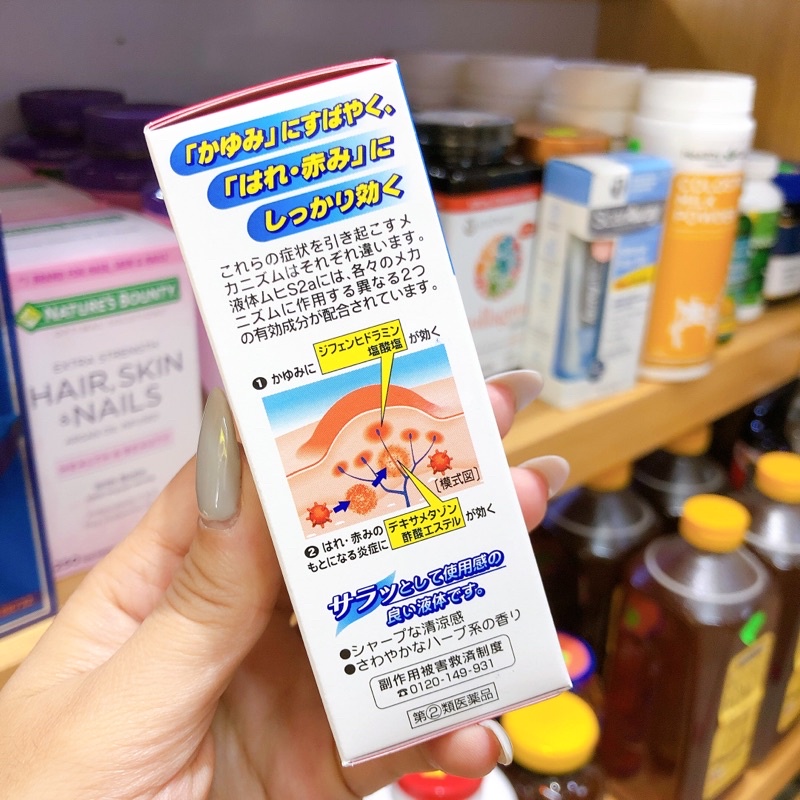 「かゆみ」にすばやく、
「はれ・赤み」に
しっかり効く
これらの症状を引き起こすメ
カニズムはそれぞれ違います。
液体ムヒS2aには、各々のメカ
ニズムに作用する異なる2つ
の有効成分が配合されています。
❶ かゆみに ジフェンヒドラミン塩酸塩 が効く
[模式図]
❷ はれ・赤みの
もとになる炎症に デキサメタゾン酢酸エステル が効く
サラッとして使用感の
良い液体です。
●シャープな清涼感
●さわやかなハーブ系の香り
副作用被害救済制度
☎0120-149-931
第②類医薬品
NATURE'S BOUNTY
HAIR, SKIN
& NAILS